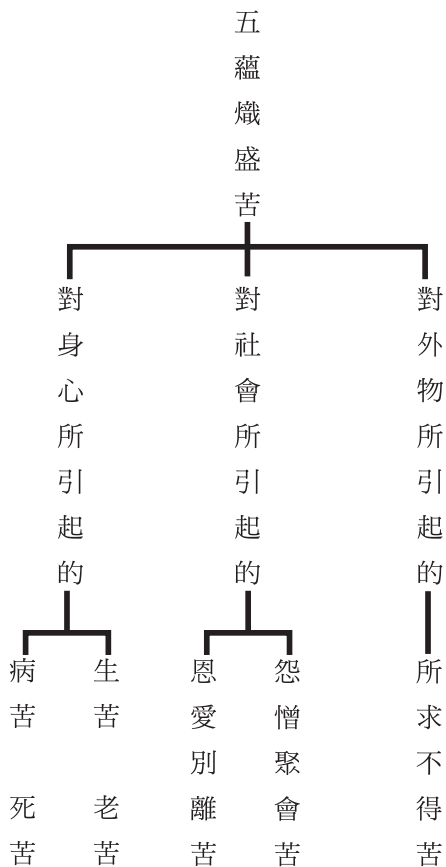 五蘊熾盛苦
對外物所引起的
對社會所引起的
對身心所引起的
所求不得苦
怨憎聚會苦
恩愛別離苦
生苦 老苦
病苦 死苦